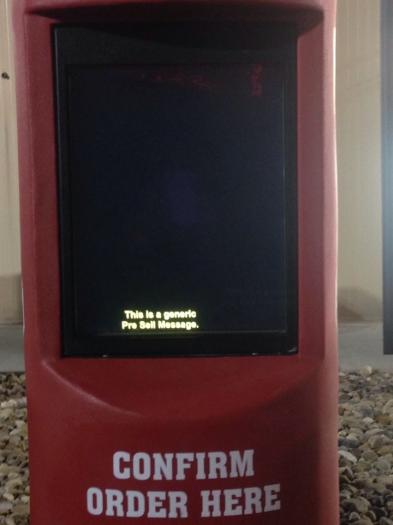 This is a generic
Pre Sell Message.
CONFIRM
ORDER HERE